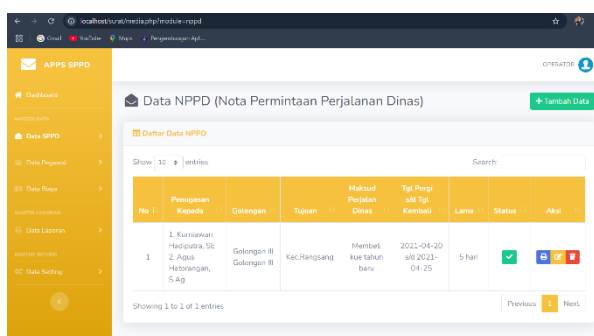 localhost/surat/media.php?module=nppd
Gmail YouTube Maps
APPS SPPD
OPERATOR
Dashboard
MASTER DATA
Data SPPD
Data Pegawai
Data Biaya
MASTER LAPORAN
Data Laporan
MASTER SETTING
Data Setting
Data NPPD (Nota Permintaan Perjalanan Dinas)
+ Tambah Data
Daftar Data NPPD
Show 10 entries
Search:
No
Penugasan Kepada
Golongan
Tujuan
Maksud Perjalan Dinas
Tgl Pergi s/d Tgl Kembali
Lama
Status
Aksi
1
1. Kurniawan
Hadiputra, SE
2. Agus
Hatorangan,
S.Ag
Golongan III
Golongan III
Kec.Rangsang
Membeli
kue tahun
baru
2021-04-20
s/d 2021-
04-25
5 hari
Showing 1 to 1 of 1 entries
Previous 1 Next